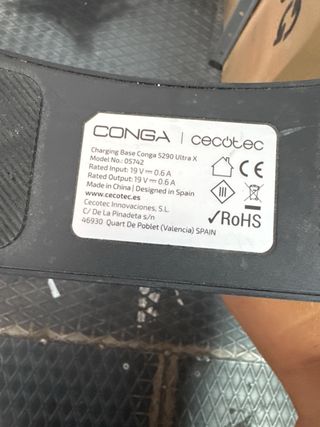 CONGA | cecotec
Charging Base Conga 5290 Ultra X
Model No.: 05742
Rated Input: 19 V ⎓ 0.6 A
Rated Output: 19 V ⎓ 0.6 A
Made in China | Designed in Spain
www.cecotec.es
Cecotec Innovaciones, S.L.
C/ De La Pinadeta s/n
46930 Quart De Poblet (Valencia) SPAIN
CE
III
✓RoHS